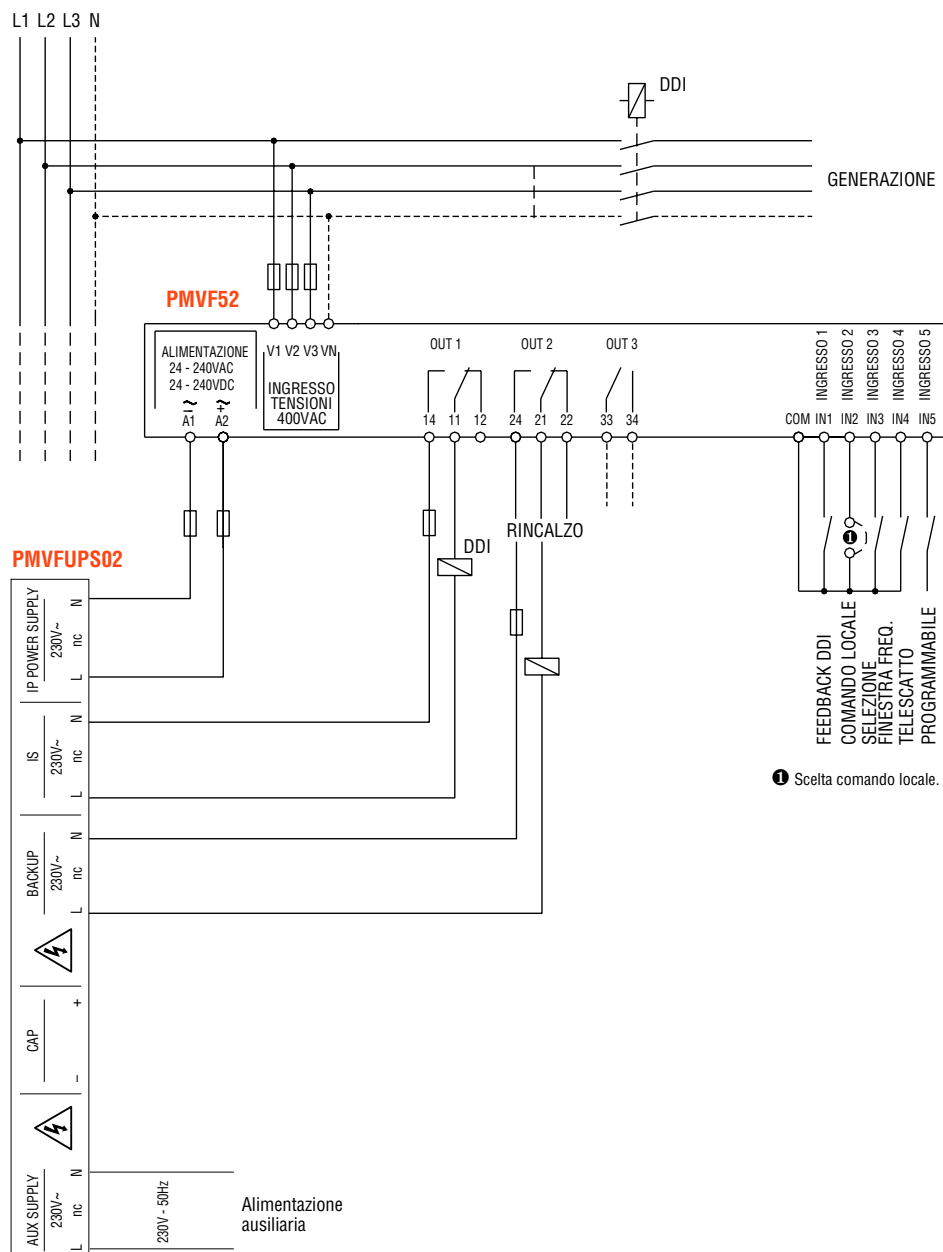 L1 L2 L3 N
DDI
GENERAZIONE
PMVF52
ALIMENTAZIONE
24 - 240VAC
24 - 240VDC
~
−
~
+
A1
A2
V1 V2 V3 VN
INGRESSO
TENSIONI
400VAC
OUT 1
14
11
12
OUT 2
24
21
22
OUT 3
33
34
INGRESSO 1
INGRESSO 2
INGRESSO 3
INGRESSO 4
INGRESSO 5
COM IN1 IN2 IN3 IN4 IN5
DDI
RINCALZO
❶
FEEDBACK DDI
COMANDO LOCALE
SELEZIONE
FINESTRA FREQ.
TELESCATTO
PROGRAMMABILE
❶ Scelta comando locale.
PMVFUPS02
IP POWER SUPPLY
230V~
L nc N
IS
230V~
L nc N
BACKUP
230V~
L nc N
CAP
− +
AUX SUPPLY
230V~
L nc N
230V - 50Hz
Alimentazione
ausiliaria